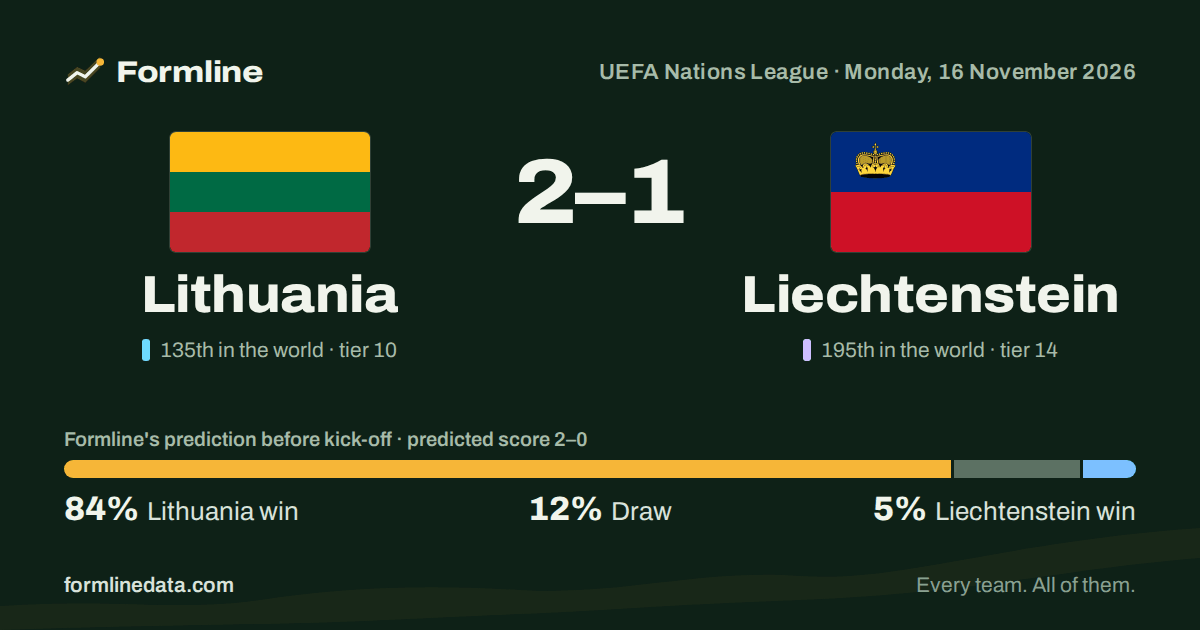 Formline
UEFA Nations League · Monday, 16 November 2026
2–1
Lithuania
Liechtenstein
135th in the world · tier 10
195th in the world · tier 14
Formline's prediction before kick-off · predicted score 2–0
84% Lithuania win
12% Draw
5% Liechtenstein win
formlinedata.com
Every team. All of them.